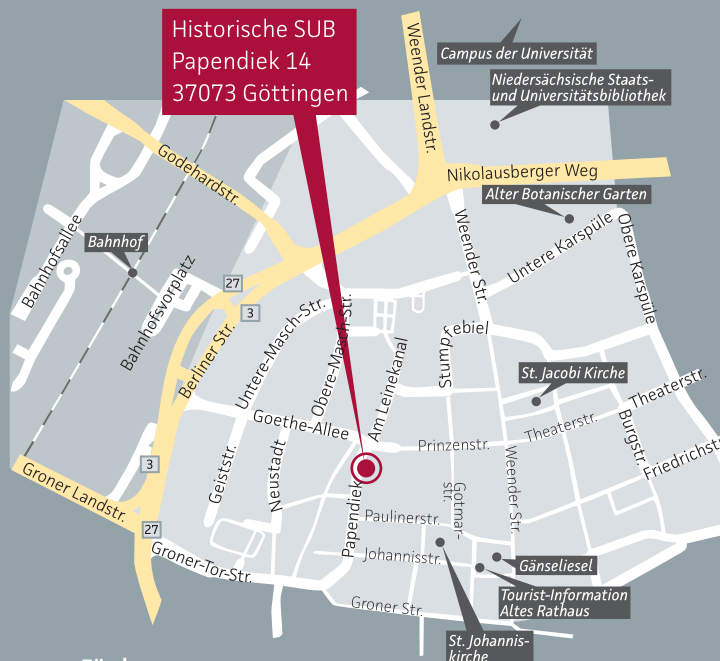 Historische SUB
Papendiek 14
37073 Göttingen
Campus der Universität
Niedersächsische Staats-
und Universitätsbibliothek
Weender Landstr.
Godehardstr.
Nikolausberger Weg
Alter Botanischer Garten
Bahnhofsallee
Bahnhof
Bahnhofsvorplatz
Weender Str.
Untere Karspüle
Obere Karspüle
27
3
Berliner Str.
Untere-Masch-Str.
Obere-Masch-Str.
Am Leinekanal
Stumpfebiel
St. Jacobi Kirche
Theaterstr.
Goethe-Allee
Prinzenstr.
Theaterstr.
Burgstr.
Friedrichst
3
Groner Landstr.
Geiststr.
Neustadt
Papendiek
Gotmar-
str.
Weender Str.
Paulinerstr.
27
Groner-Tor-Str.
Johannisstr.
Gänseliesel
Tourist-Information
Altes Rathaus
Groner Str.
St. Johannis-
kirche